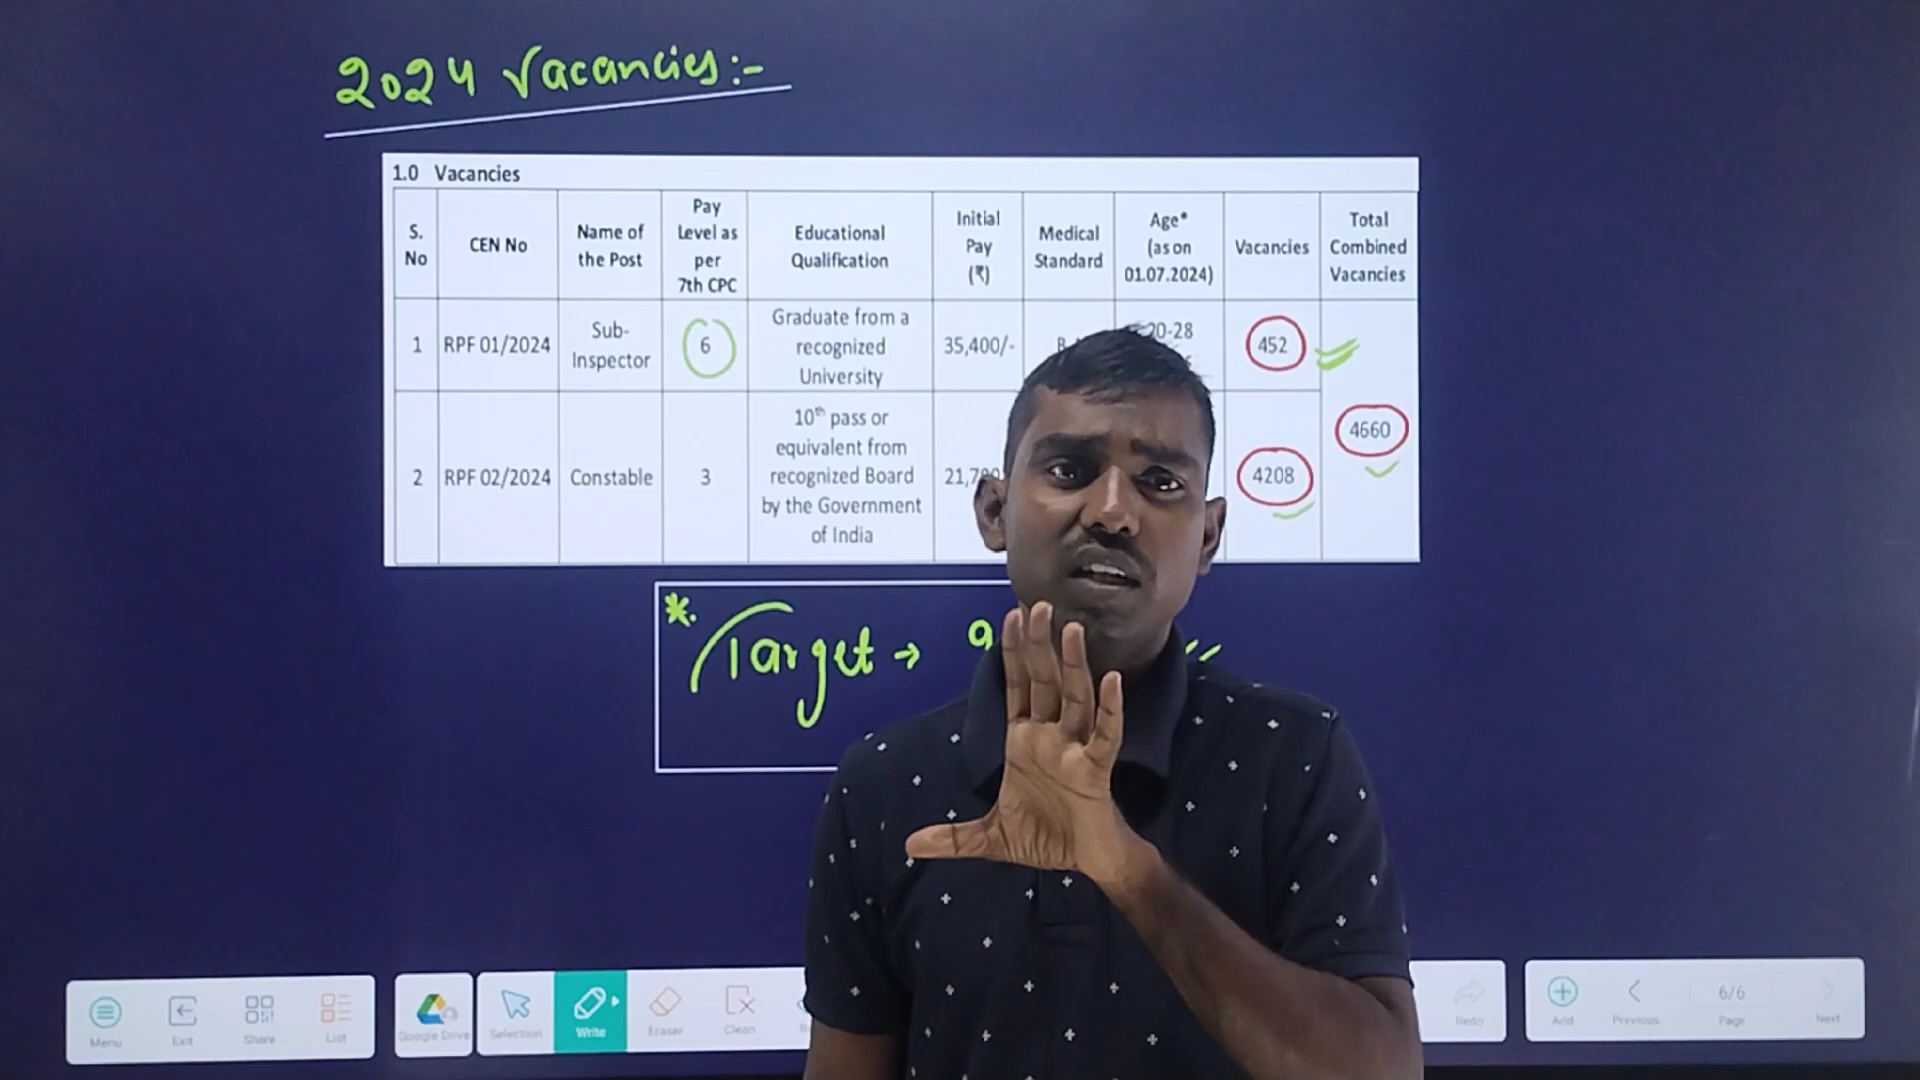 2024 Vacancies:-
1.0 Vacancies
S. No
CEN No
Name of the Post
Pay Level as per 7th CPC
Educational Qualification
Initial Pay (₹)
Medical Standard
Age* (as on 01.07.2024)
Vacancies
Total Combined Vacancies
1
RPF 01/2024
Sub-Inspector
6
Graduate from a recognized University
35,400/-
20-28
452
4660
2
RPF 02/2024
Constable
3
10th pass or equivalent from recognized Board by the Government of India
4208
*. Target →
Menu
Exit
Share
List
Google Drive
Selection
Write
Eraser
Clean
Redo
Add
Previous
6/6
Page
Next